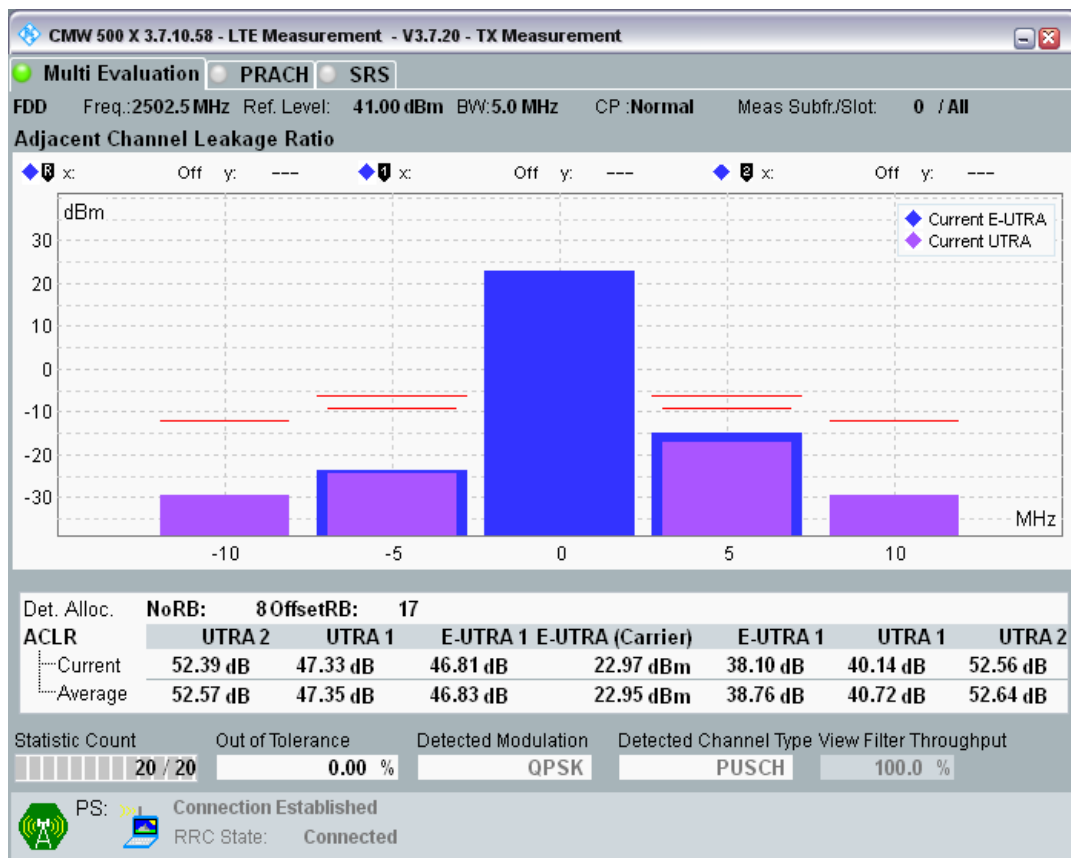 CMW 500 X 3.7.10.58 - LTE Measurement - V3.7.20 - TX Measurement
Multi Evaluation PRACH SRS
FDD Freq.:2502.5 MHz Ref. Level: 41.00 dBm BW:5.0 MHz CP :Normal Meas Subfr./Slot: 0 / All
Adjacent Channel Leakage Ratio
R x: Off y: --- 1 x: Off y: --- 2 x: Off y: ---
dBm
Current E-UTRA
Current UTRA
30
20
10
0
-10
-20
-30
MHz
-10 -5 0 5 10
Det. Alloc. NoRB: 8 OffsetRB: 17
ACLR UTRA 2 UTRA 1 E-UTRA 1 E-UTRA (Carrier) E-UTRA 1 UTRA 1 UTRA 2
Current 52.39 dB 47.33 dB 46.81 dB 22.97 dBm 38.10 dB 40.14 dB 52.56 dB
Average 52.57 dB 47.35 dB 46.83 dB 22.95 dBm 38.76 dB 40.72 dB 52.64 dB
Statistic Count Out of Tolerance Detected Modulation Detected Channel Type View Filter Throughput
20 / 20 0.00 % QPSK PUSCH 100.0 %
PS: Connection Established
RRC State: Connected